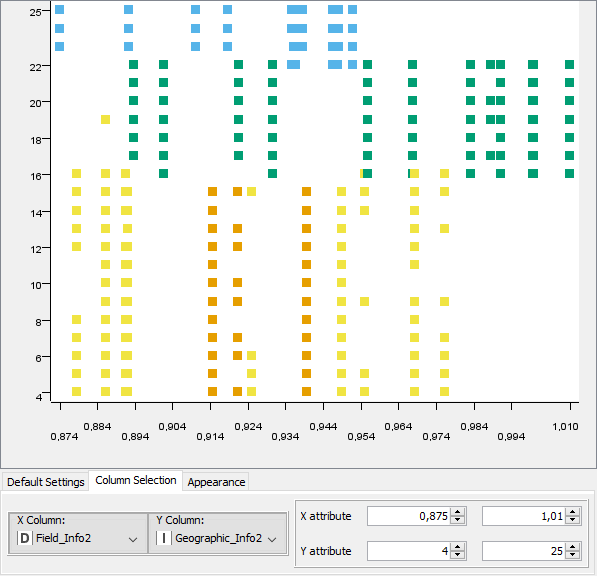 25
22
20
18
16
14
12
10
8
6
4
0,884 0,904 0,924 0,944 0,964 0,984 1,010
0,874 0,894 0,914 0,934 0,954 0,974 0,994
Default Settings Column Selection Appearance
X Column: Y Column:
D Field_Info2 I Geographic_Info2
X attribute 0,875 1,01
Y attribute 4 25